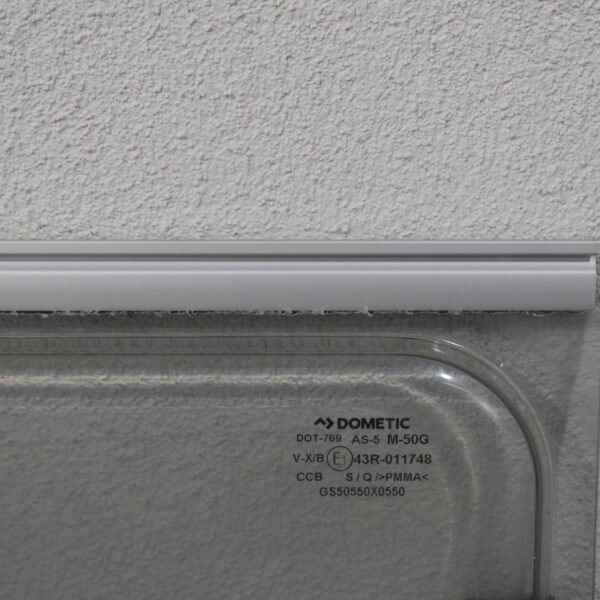 DOMETIC
DOT-769 AS-5 M-50G
V-X/B E1 43R-011748
CCB S / Q />PMMA<
GS50550X0550